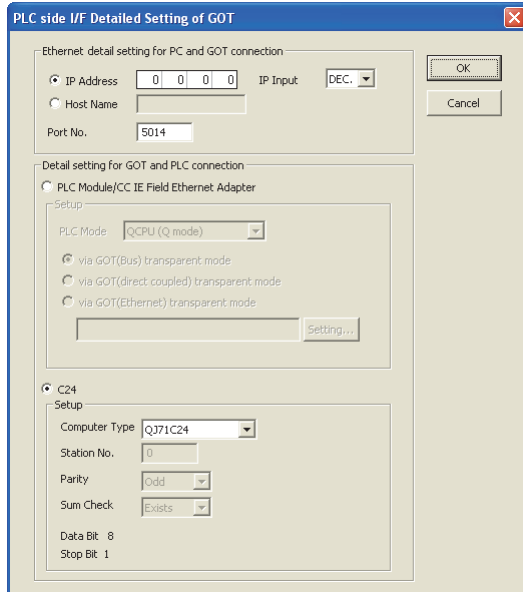 PLC side I/F Detailed Setting of GOT
Ethernet detail setting for PC and GOT connection
IP Address 0 0 0 0 IP Input DEC.
Host Name
Port No. 5014
OK
Cancel
Detail setting for GOT and PLC connection
PLC Module/CC IE Field Ethernet Adapter
Setup
PLC Mode QCPU (Q mode)
via GOT(Bus) transparent mode
via GOT(direct coupled) transparent mode
via GOT(Ethernet) transparent mode
Setting...
C24
Setup
Computer Type QJ71C24
Station No. 0
Parity Odd
Sum Check Exists
Data Bit 8
Stop Bit 1